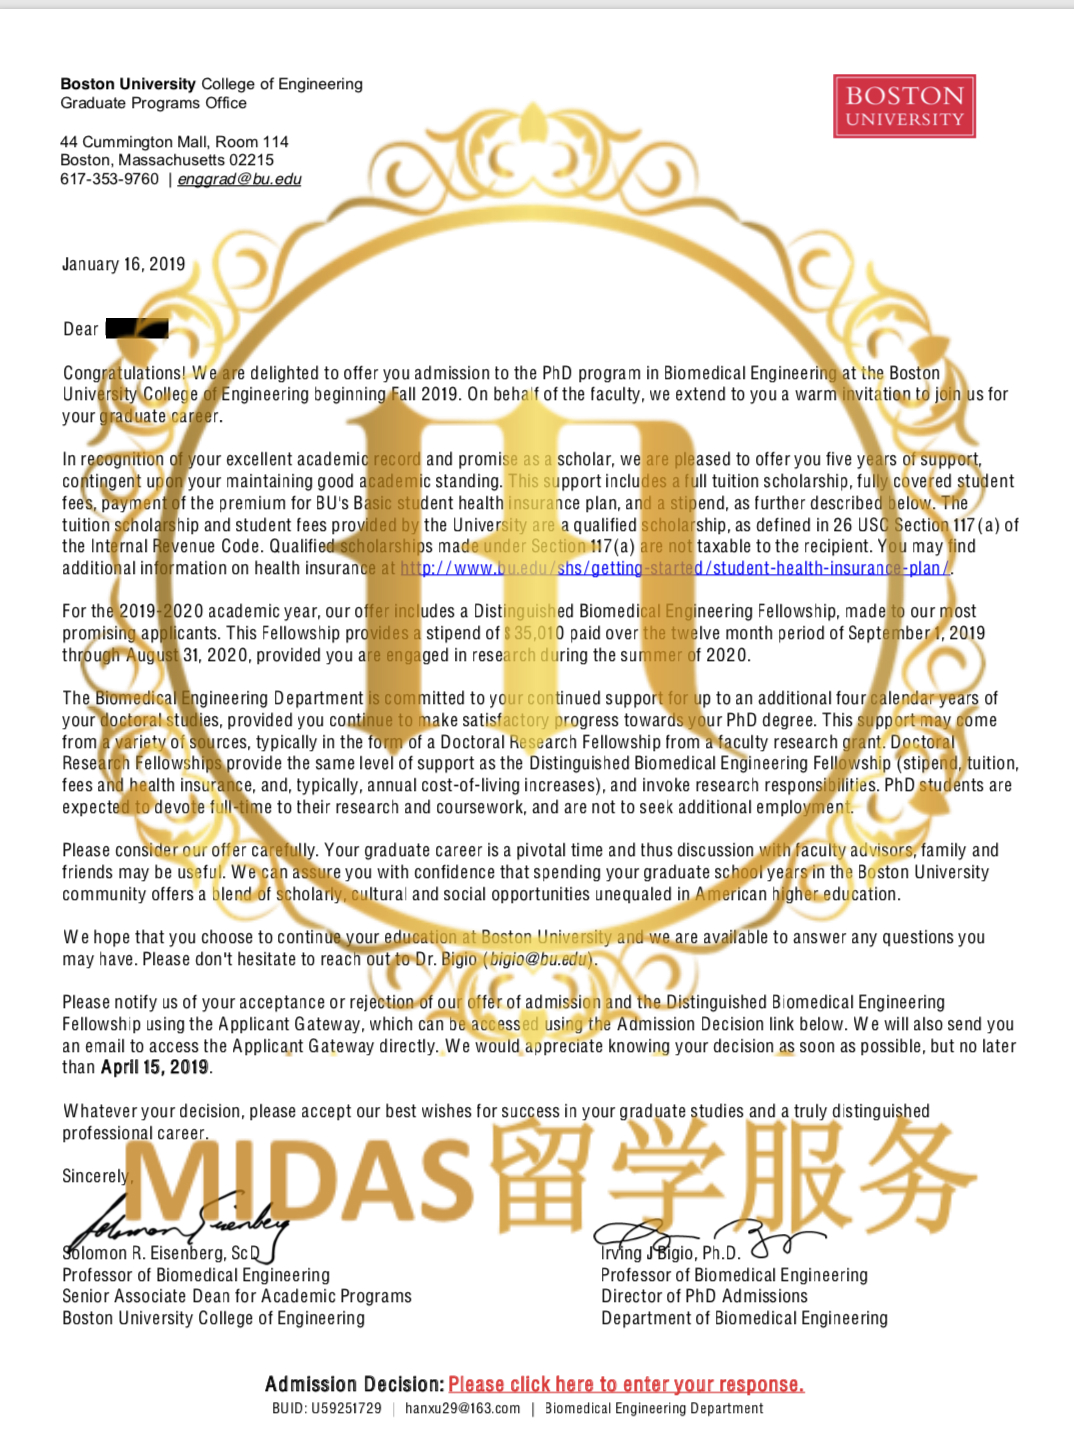 Boston University College of Engineering
Graduate Programs Office
BOSTON
UNIVERSITY
44 Cummington Mall, Room 114
Boston, Massachusetts 02215
617-353-9760 | enggrad@bu.edu
January 16, 2019
Dear
Congratulations! We are delighted to offer you admission to the PhD program in Biomedical Engineering at the Boston
University College of Engineering beginning Fall 2019. On behalf of the faculty, we extend to you a warm invitation to join us for
your graduate career.
In recognition of your excellent academic record and promise as a scholar, we are pleased to offer you five years of support,
contingent upon your maintaining good academic standing. This support includes a full tuition scholarship, fully covered student
fees, payment of the premium for BU's Basic student health insurance plan, and a stipend, as further described below. The
tuition scholarship and student fees provided by the University are a qualified scholarship, as defined in 26 USC Section 117(a) of
the Internal Revenue Code. Qualified scholarships made under Section 117(a) are not taxable to the recipient. You may find
additional information on health insurance at http://www.bu.edu/shs/getting-started/student-health-insurance-plan/.
For the 2019-2020 academic year, our offer includes a Distinguished Biomedical Engineering Fellowship, made to our most
promising applicants. This Fellowship provides a stipend of $35,010 paid over the twelve month period of September 1, 2019
through August 31, 2020, provided you are engaged in research during the summer of 2020.
The Biomedical Engineering Department is committed to your continued support for up to an additional four calendar years of
your doctoral studies, provided you continue to make satisfactory progress towards your PhD degree. This support may come
from a variety of sources, typically in the form of a Doctoral Research Fellowship from a faculty research grant. Doctoral
Research Fellowships provide the same level of support as the Distinguished Biomedical Engineering Fellowship (stipend, tuition,
fees and health insurance, and, typically, annual cost-of-living increases), and invoke research responsibilities. PhD students are
expected to devote full-time to their research and coursework, and are not to seek additional employment.
Please consider our offer carefully. Your graduate career is a pivotal time and thus discussion with faculty advisors, family and
friends may be useful. We can assure you with confidence that spending your graduate school years in the Boston University
community offers a blend of scholarly, cultural and social opportunities unequaled in American higher education.
We hope that you choose to continue your education at Boston University and we are available to answer any questions you
may have. Please don't hesitate to reach out to Dr. Bigio (bigio@bu.edu).
Please notify us of your acceptance or rejection of our offer of admission and the Distinguished Biomedical Engineering
Fellowship using the Applicant Gateway, which can be accessed using the Admission Decision link below. We will also send you
an email to access the Applicant Gateway directly. We would appreciate knowing your decision as soon as possible, but no later
than April 15, 2019.
Whatever your decision, please accept our best wishes for success in your graduate studies and a truly distinguished
professional career.
MIDAS留学服务
Sincerely,
Solomon Eisenberg
Solomon R. Eisenberg, ScD
Professor of Biomedical Engineering
Senior Associate Dean for Academic Programs
Boston University College of Engineering
Irving J Bigio, Ph.D.
Professor of Biomedical Engineering
Director of PhD Admissions
Department of Biomedical Engineering
Admission Decision: Please click here to enter your response.
BUID: U59251729 | hanxu29@163.com | Biomedical Engineering Department